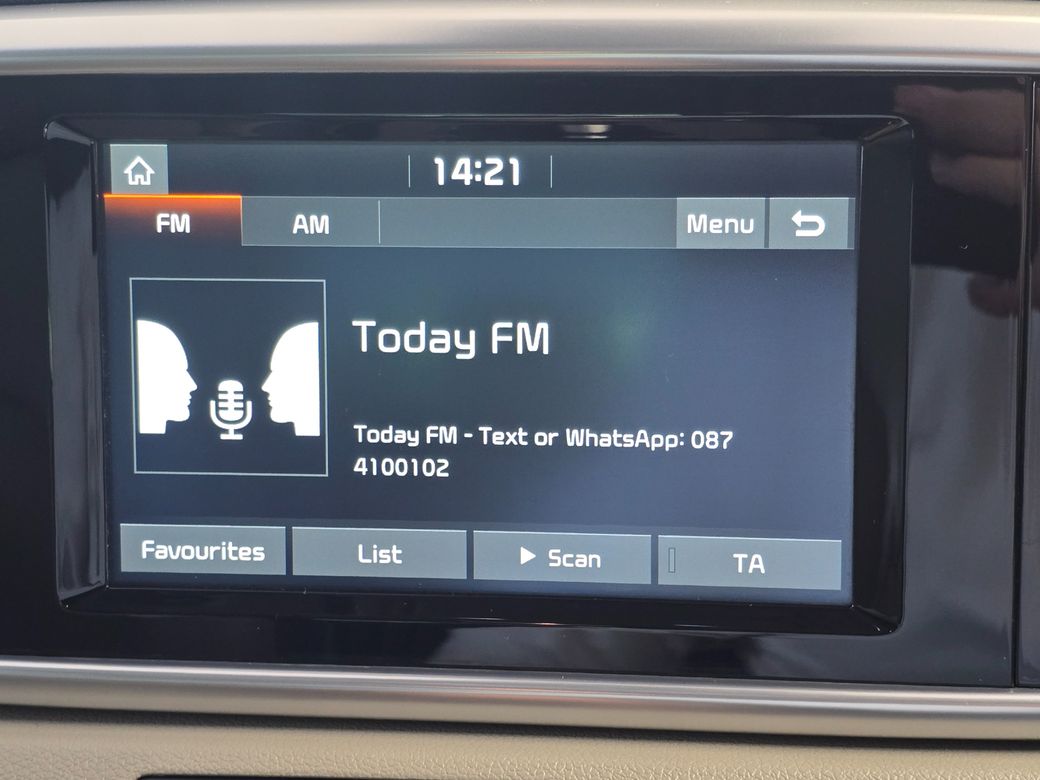 14:21
FM AM Menu
Today FM
Today FM - Text or WhatsApp: 087
4100102
Favourites List Scan TA